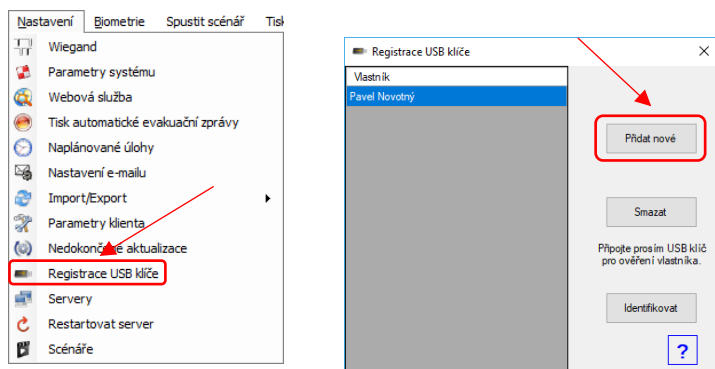 Nastavení Biometrie Spustit scénář
Wiegand
Parametry systému
Webová služba
Tisk automatické evakuační zprávy
Naplánované úlohy
Nastavení e-mailu
Import/Export
Parametry klienta
Nedokončené aktualizace
Registrace USB klíče
Servery
Restartovat server
Scénáře
Registrace USB klíče
Vlastník
Pavel Novotný
Přidat nové
Smazat
Připojte prosím USB klíč
pro ověření vlastníka.
Identifikovat
?